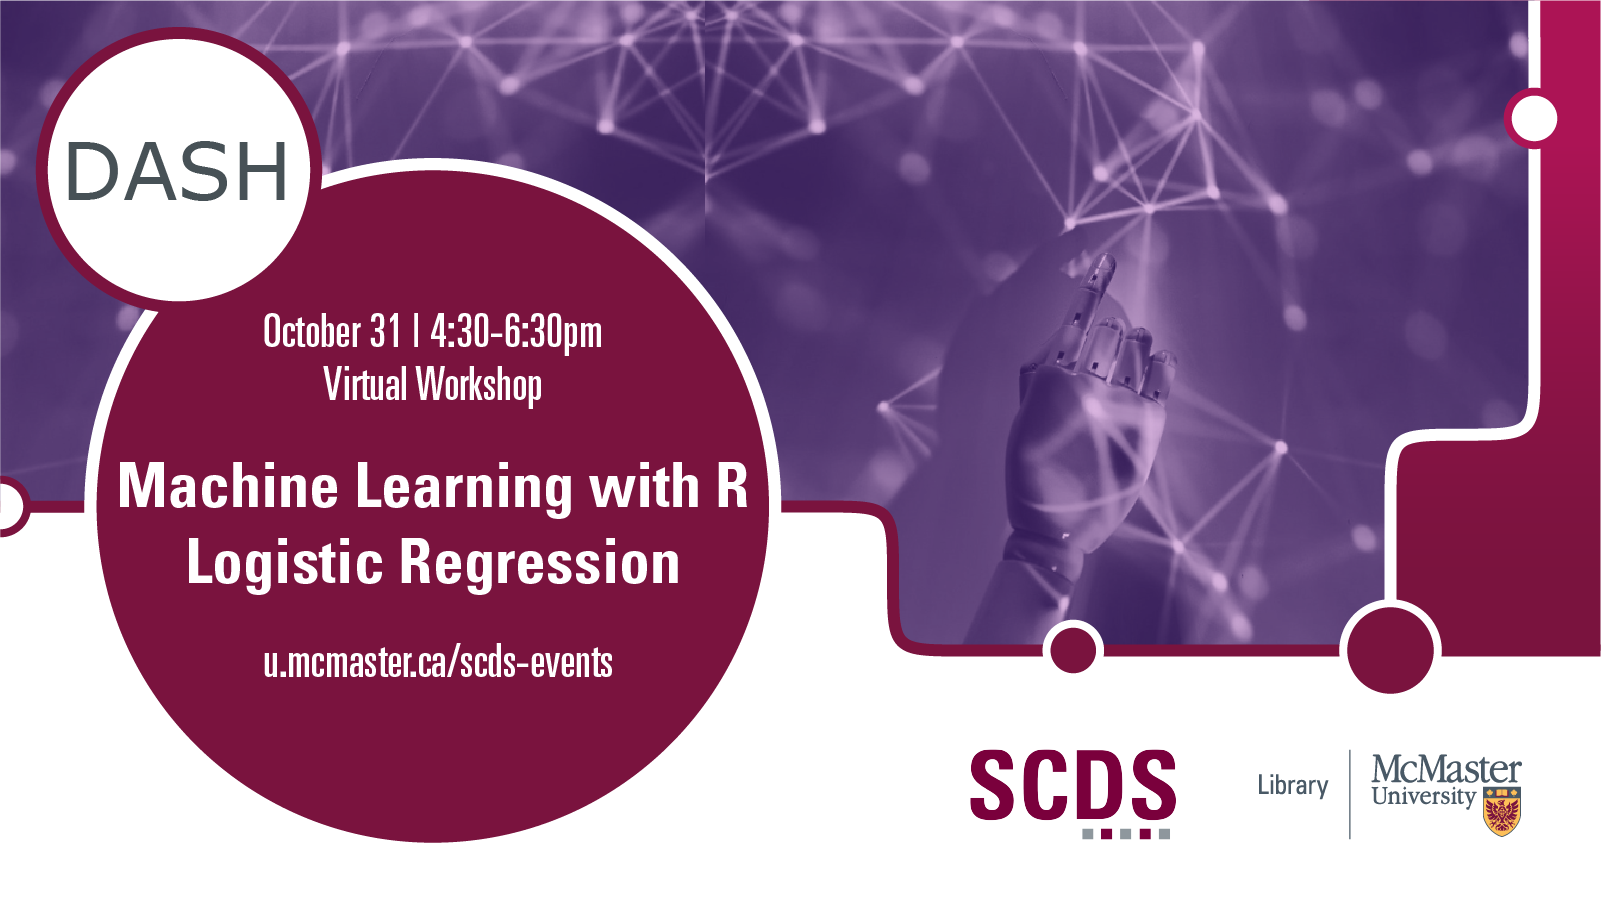 DASH
October 31 | 4:30-6:30pm
Virtual Workshop
Machine Learning with R
Logistic Regression
u.mcmaster.ca/scds-events
SCDS
Library
McMaster
University